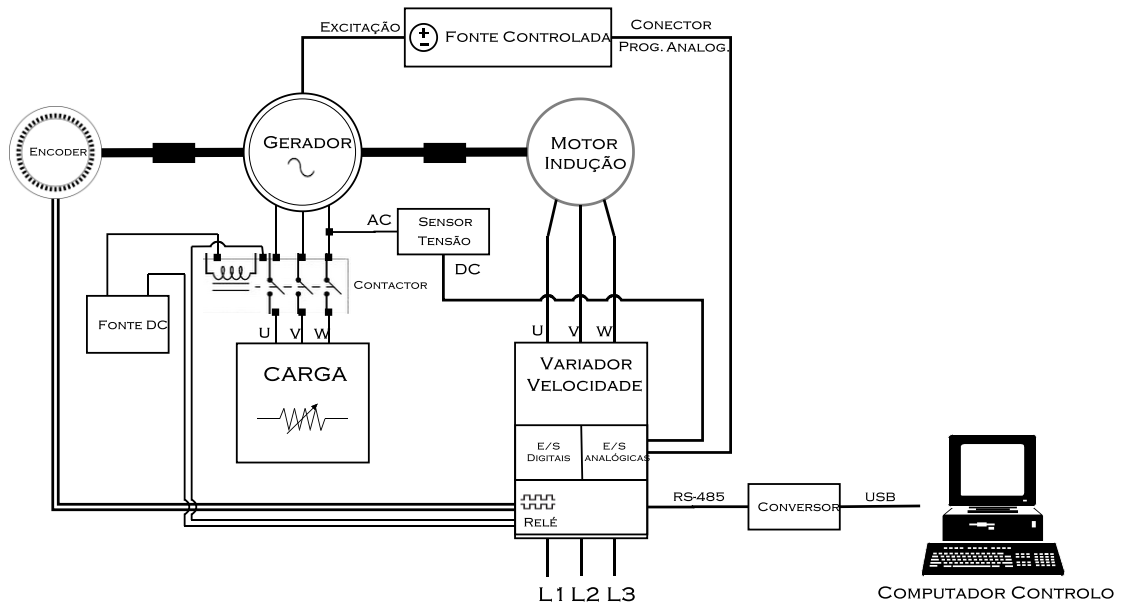 EXCITAÇÃO
FONTE CONTROLADA
CONECTOR
PROG. ANALOG.
ENCODER
GERADOR
MOTOR
INDUÇÃO
AC
SENSOR
TENSÃO
DC
CONTACTOR
FONTE DC
U V W
U V W
CARGA
VARIADOR
VELOCIDADE
E/S
DIGITAIS
E/S
ANALÓGICAS
RELÉ
RS-485
CONVERSOR
USB
L1 L2 L3
COMPUTADOR CONTROLO